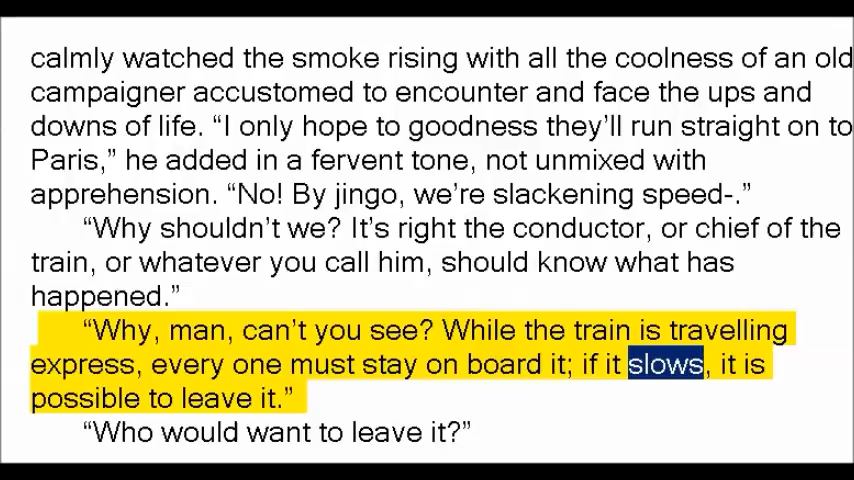 calmly watched the smoke rising with all the coolness of an old
campaigner accustomed to encounter and face the ups and
downs of life. “I only hope to goodness they’ll run straight on to
Paris,” he added in a fervent tone, not unmixed with
apprehension. “No! By jingo, we’re slackening speed-.”
“Why shouldn’t we? It’s right the conductor, or chief of the
train, or whatever you call him, should know what has
happened.”
“Why, man, can’t you see? While the train is travelling
express, every one must stay on board it; if it slows, it is
possible to leave it.”
“Who would want to leave it?”